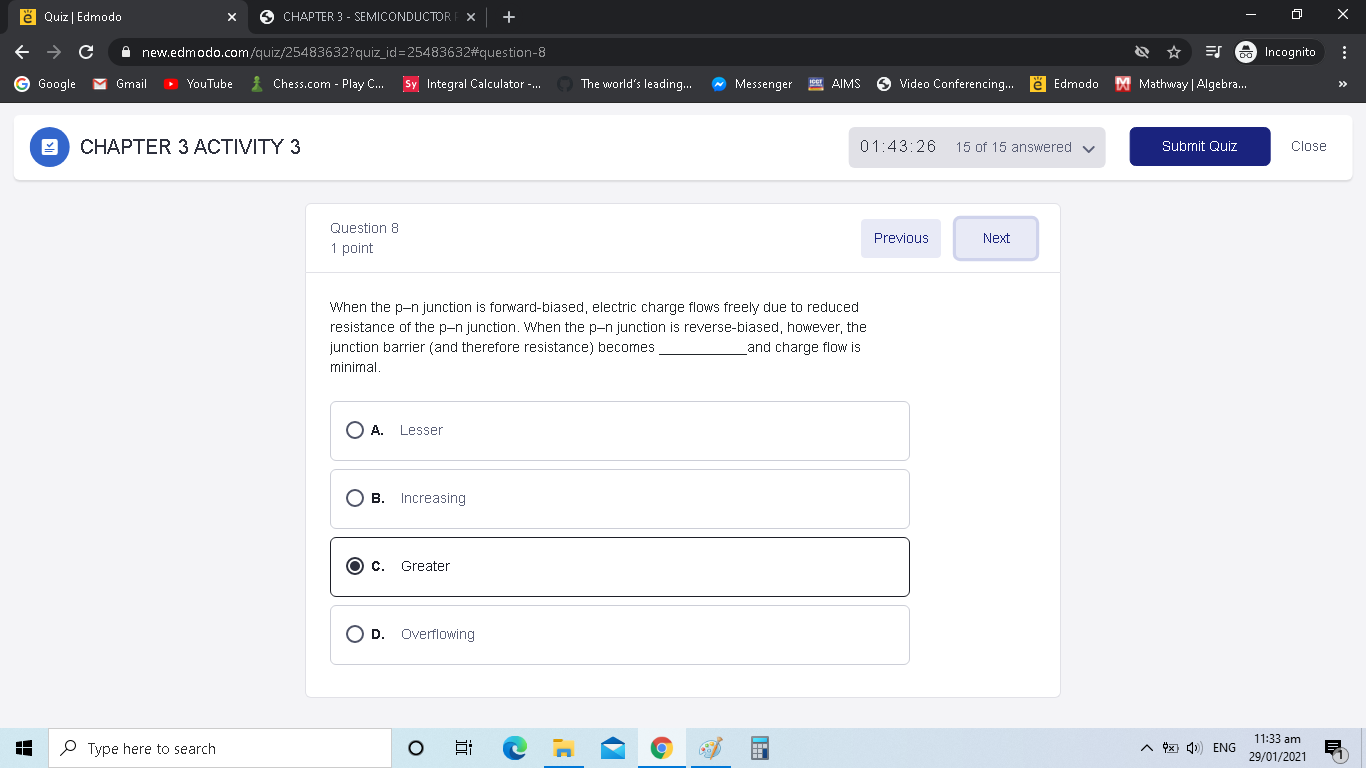 Quiz | Edmodo
CHAPTER 3 - SEMICONDUCTOR
new.edmodo.com/quiz/25483632?quiz_id=25483632#question-8
Incognito
Google
Gmail
YouTube
Chess.com - Play C...
Sy
Integral Calculator -...
The world's leading...
Messenger
AIMS
Video Conferencing...
Edmodo
Mathway | Algebra...
»
CHAPTER 3 ACTIVITY 3
01:43:26
15 of 15 answered
Submit Quiz
Close
Question 8
1 point
Previous
Next
When the p–n junction is forward-biased, electric charge flows freely due to reduced
resistance of the p–n junction. When the p–n junction is reverse-biased, however, the
junction barrier (and therefore resistance) becomes ____________and charge flow is
minimal.
A. Lesser
B. Increasing
C. Greater
D. Overflowing
Type here to search
ENG
11:33 am
29/01/2021
1